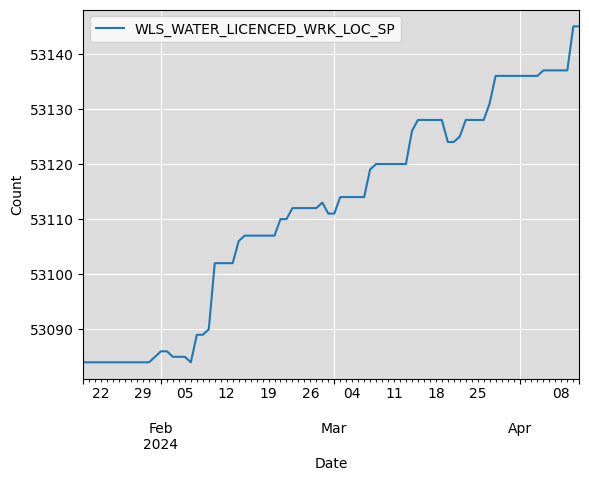 WLS_WATER_LICENCED_WRK_LOC_SP
53140
53130
53120
53110
53100
53090
Count
22 29 05 12 19 26 04 11 18 25 08
Feb Mar Apr
2024
Date